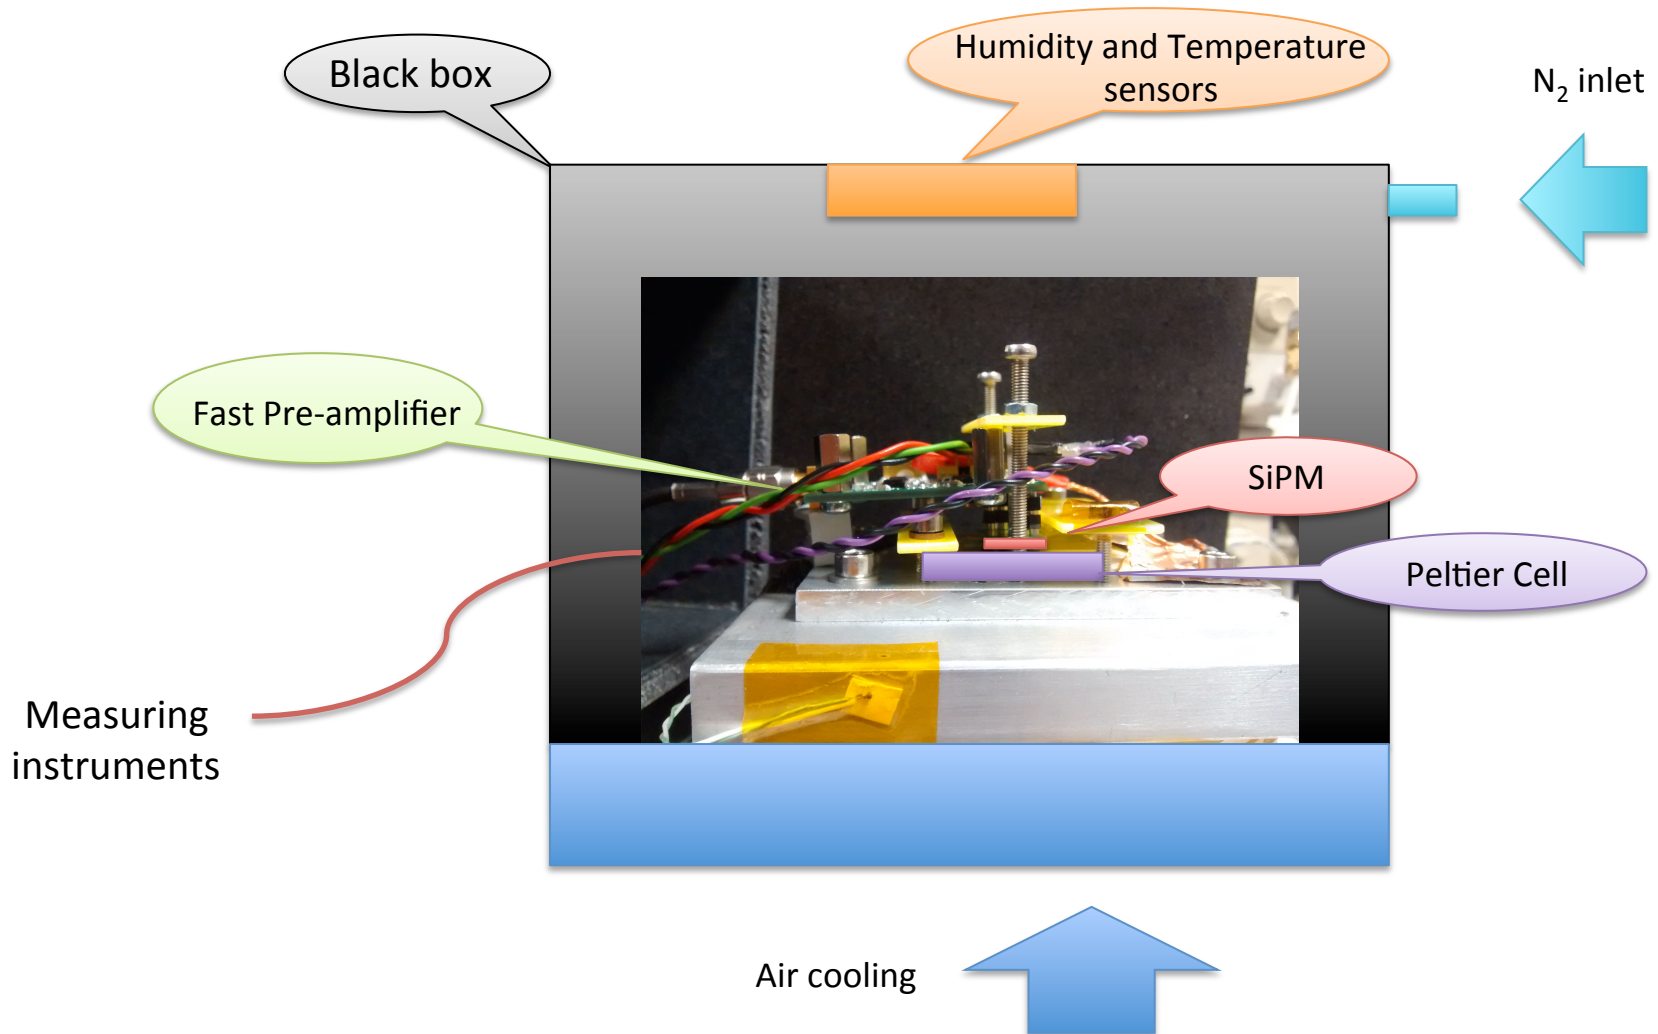 Black box
Humidity and Temperature
sensors
N₂ inlet
Fast Pre-amplifier
SiPM
Peltier Cell
Measuring
instruments
Air cooling